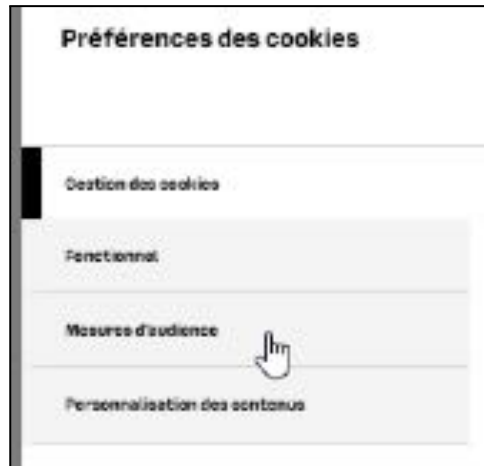 Préférences des cookies
Gestion des cookies
Fonctionnel
Mesures d'audience
Personnalisation des contenus